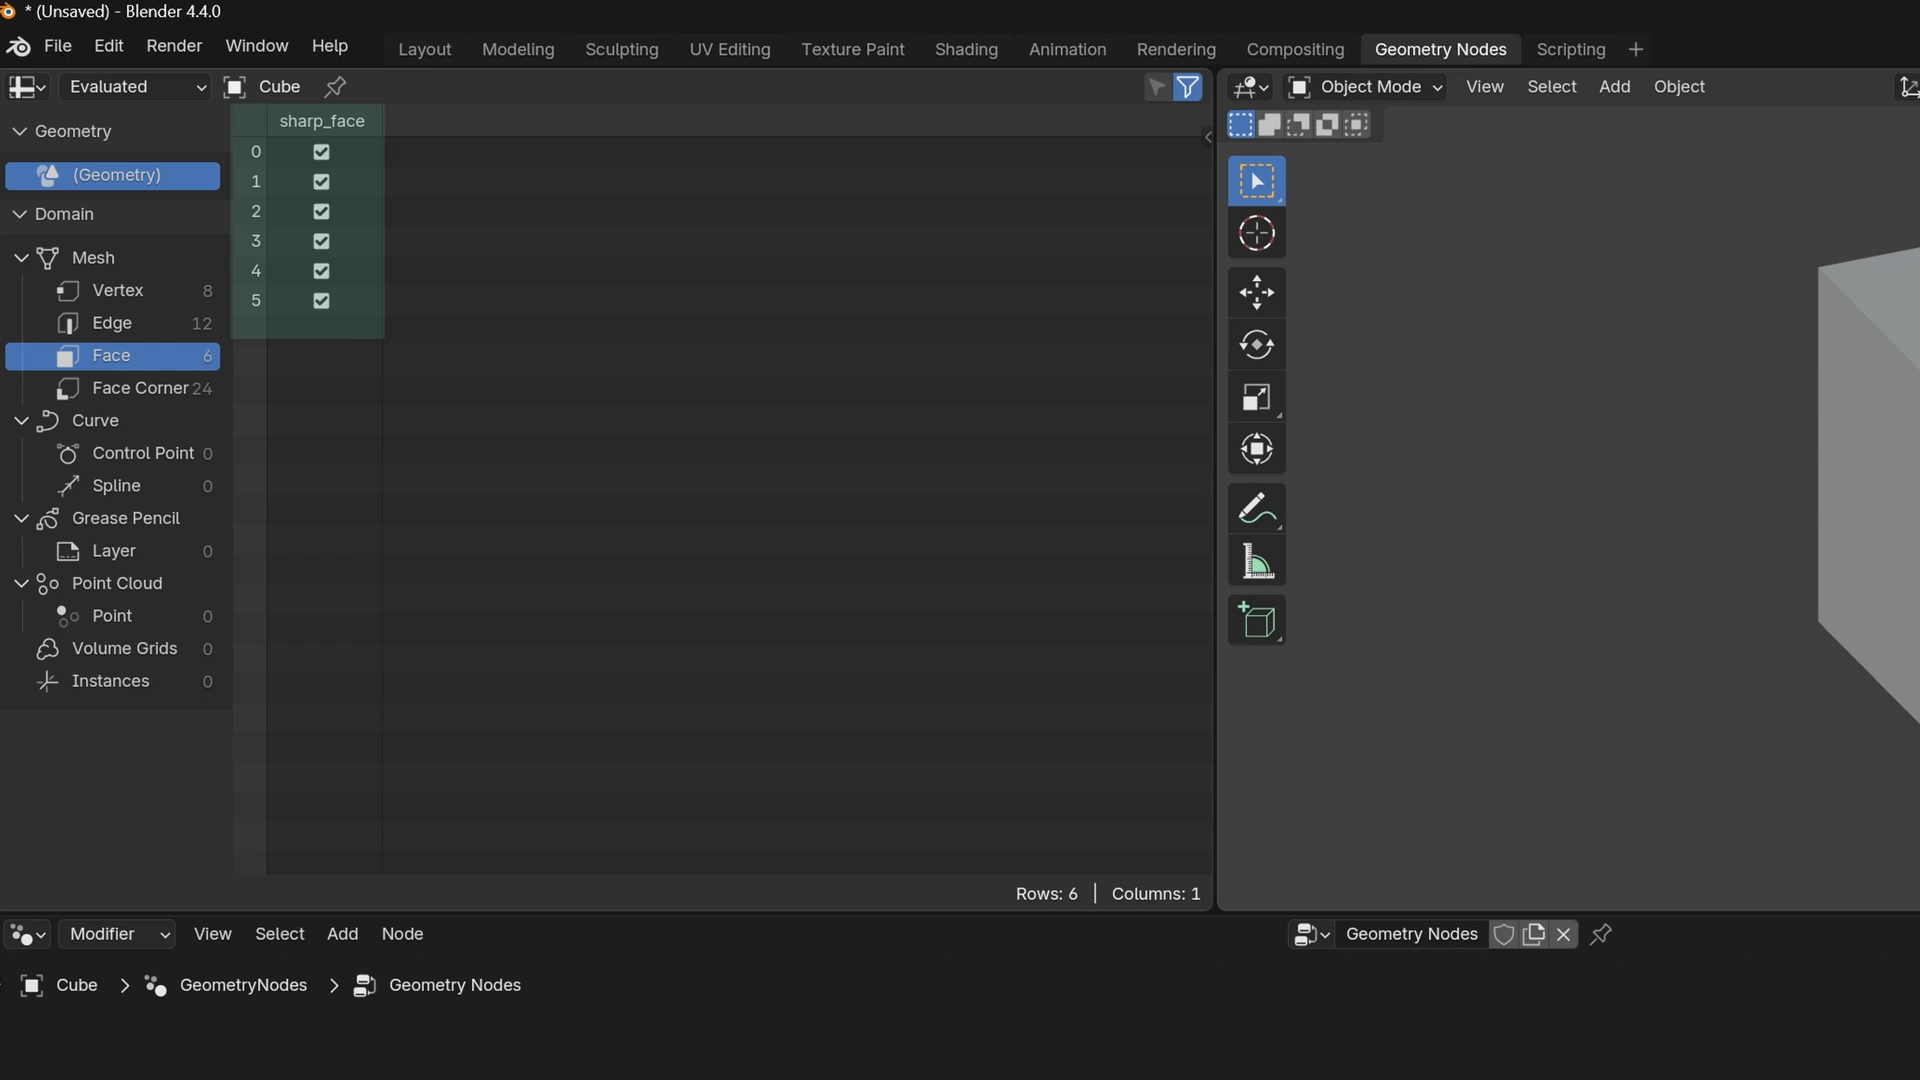 * (Unsaved) - Blender 4.4.0
File Edit Render Window Help Layout Modeling Sculpting UV Editing Texture Paint Shading Animation Rendering Compositing Geometry Nodes Scripting +
Evaluated Cube
Object Mode View Select Add Object
Geometry
(Geometry)
Domain
Mesh
Vertex 8
Edge 12
Face 6
Face Corner 24
Curve
Control Point 0
Spline 0
Grease Pencil
Layer 0
Point Cloud
Point 0
Volume Grids 0
Instances 0
sharp_face
0
1
2
3
4
5
Rows: 6 | Columns: 1
Modifier View Select Add Node Geometry Nodes
Cube > GeometryNodes > Geometry Nodes